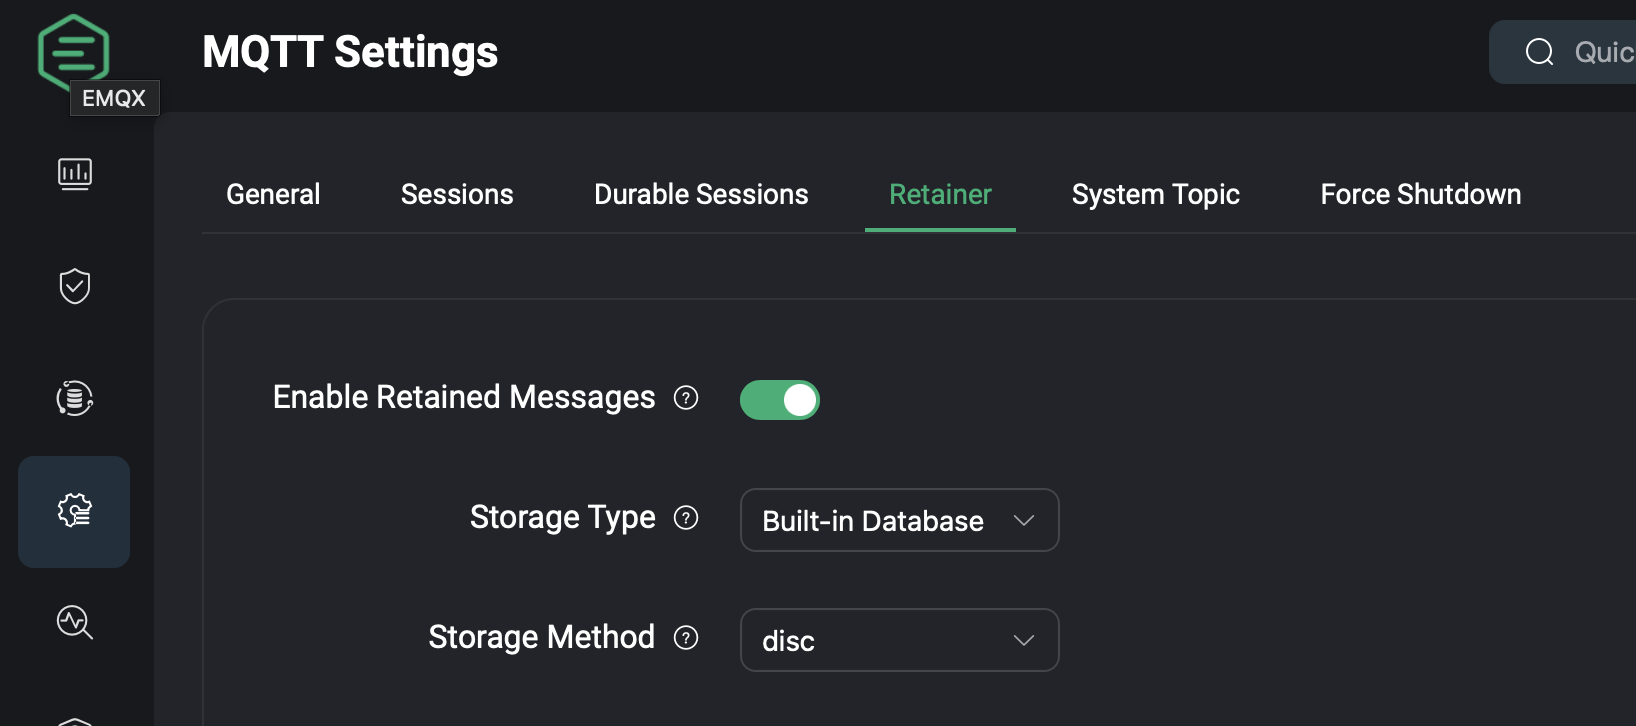 MQTT Settings
Quic
EMQX
General
Sessions
Durable Sessions
Retainer
System Topic
Force Shutdown
Enable Retained Messages
Storage Type
Built-in Database
Storage Method
disc